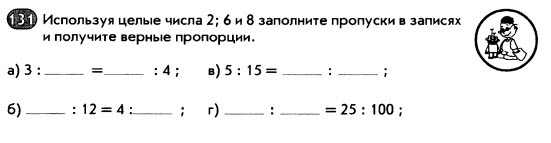 131 Используя целые числа 2; 6 и 8 заполните пропуски в записях
и получите верные пропорции.
а) 3 : _____ = _____ : 4 ; в) 5 : 15 = _____ : _____ ;
б) _____ : 12 = 4 : _____ ; г) _____ : _____ = 25 : 100 ;